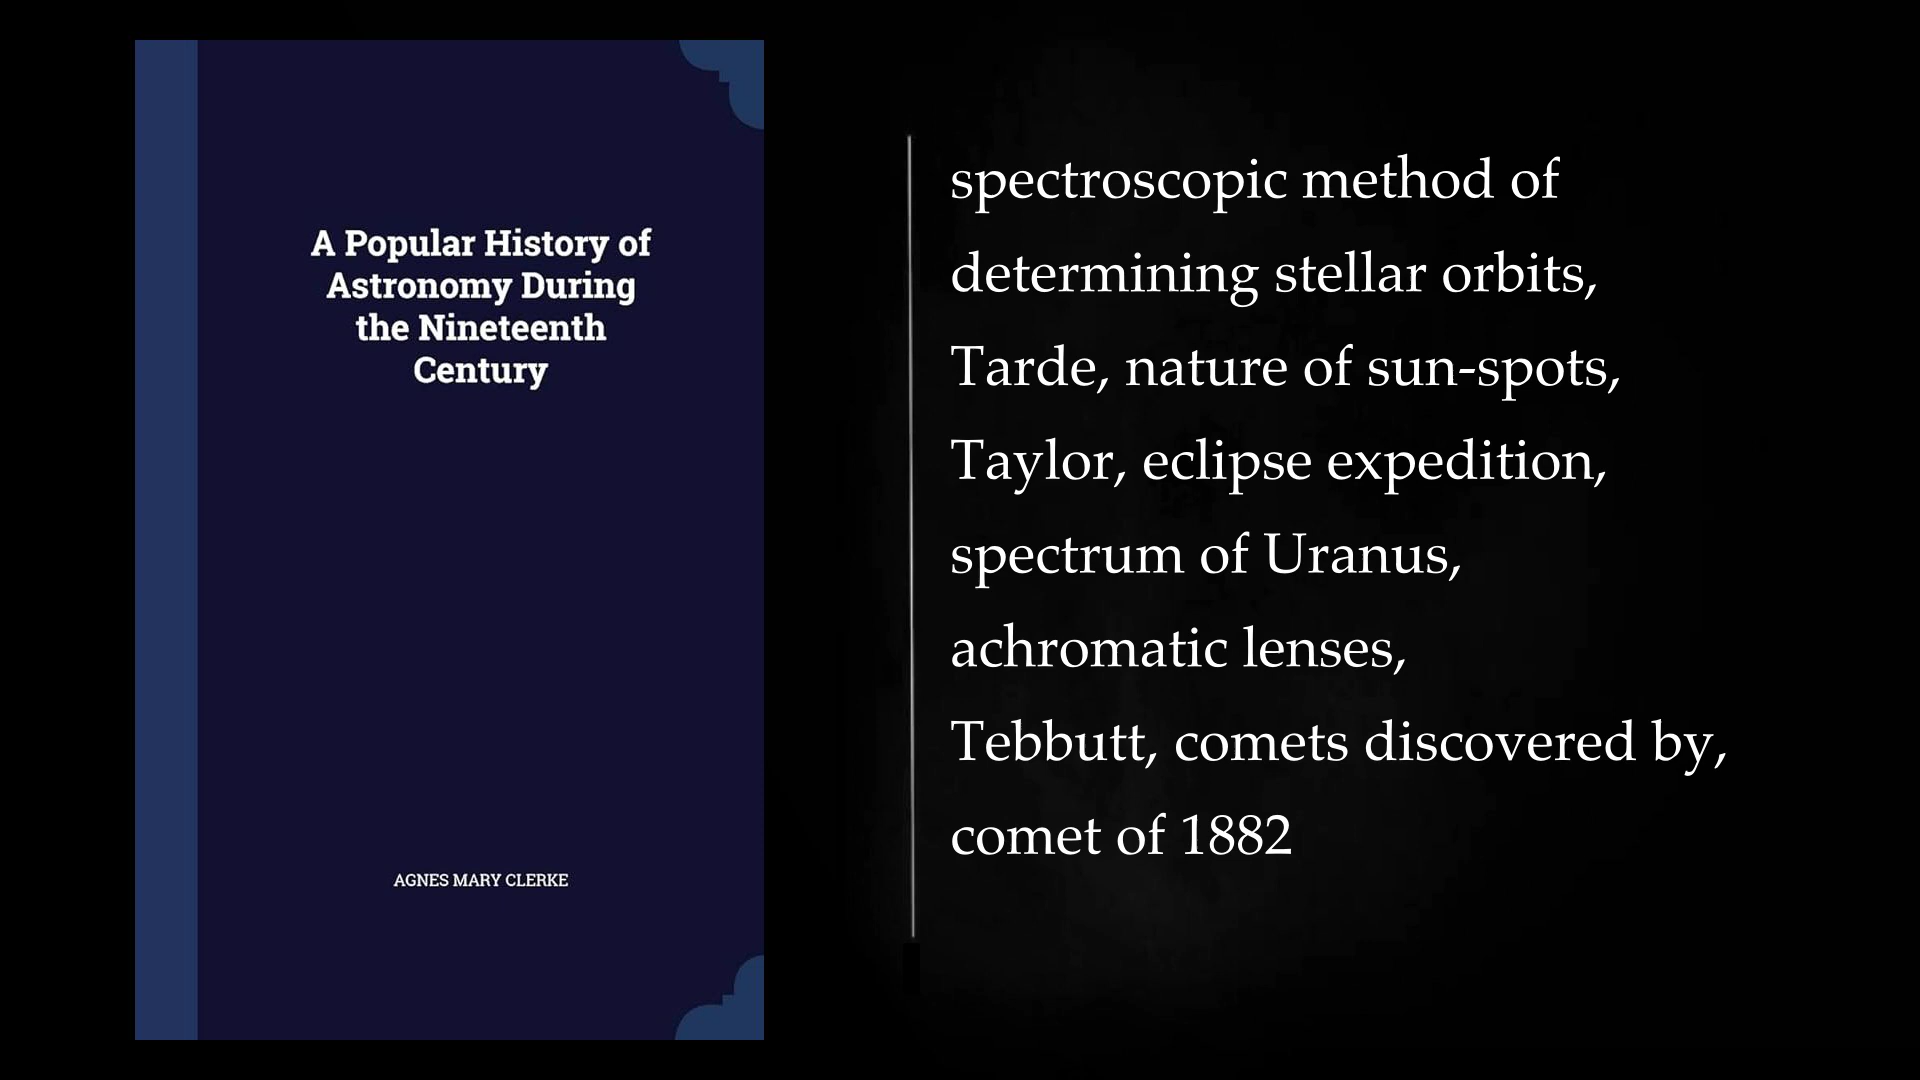 A Popular History of
Astronomy During
the Nineteenth
Century
AGNES MARY CLERKE
spectroscopic method of
determining stellar orbits,
Tarde, nature of sun-spots,
Taylor, eclipse expedition,
spectrum of Uranus,
achromatic lenses,
Tebbutt, comets discovered by,
comet of 1882